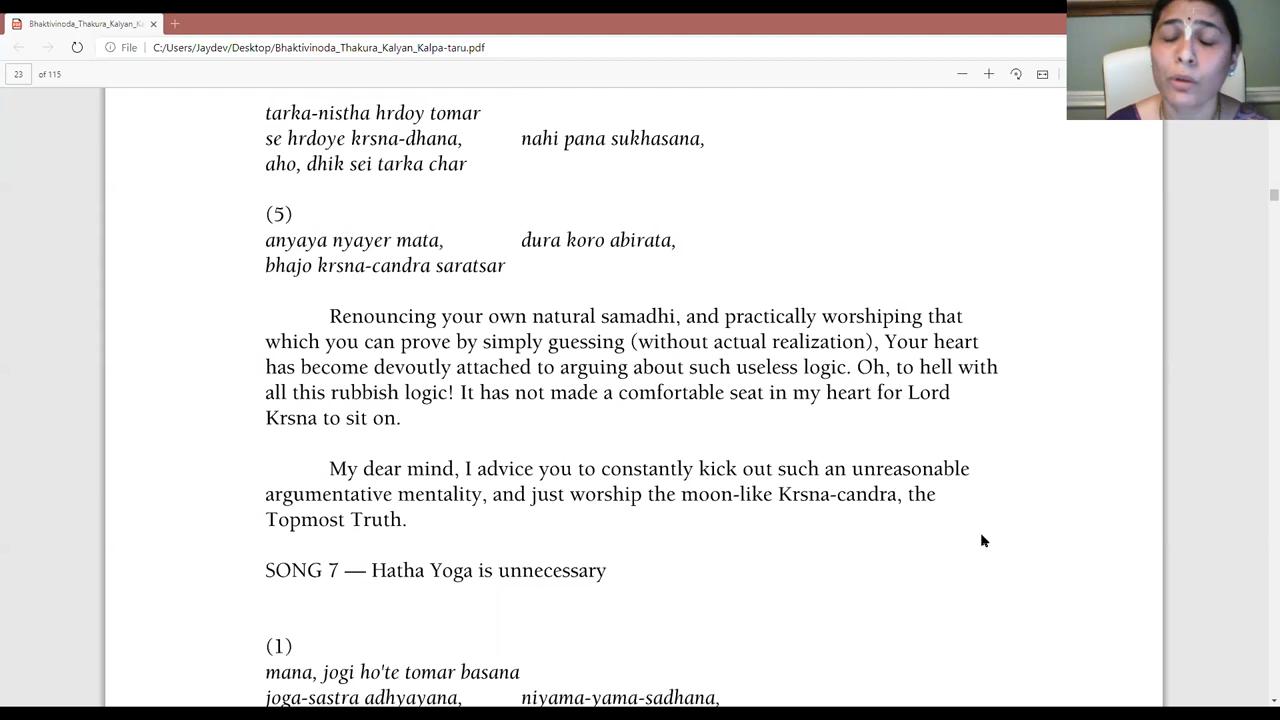 Bhaktivinoda_Thakura_Kalyan_K
File C:/Users/Jaydev/Desktop/Bhaktivinoda_Thakura_Kalyan_Kalpa-taru.pdf
23 of 115
tarka-nistha hrdoy tomar
se hrdoye krsna-dhana, nahi pana sukhasana,
aho, dhik sei tarka char
(5)
anyaya nyayer mata, dura koro abirata,
bhajo krsna-candra saratsar
Renouncing your own natural samadhi, and practically worshiping that
which you can prove by simply guessing (without actual realization), Your heart
has become devoutly attached to arguing about such useless logic. Oh, to hell with
all this rubbish logic! It has not made a comfortable seat in my heart for Lord
Krsna to sit on.
My dear mind, I advice you to constantly kick out such an unreasonable
argumentative mentality, and just worship the moon-like Krsna-candra, the
Topmost Truth.
SONG 7 — Hatha Yoga is unnecessary
(1)
mana, jogi ho'te tomar basana
joga-sastra adhyayana, niyama-yama-sadhana,